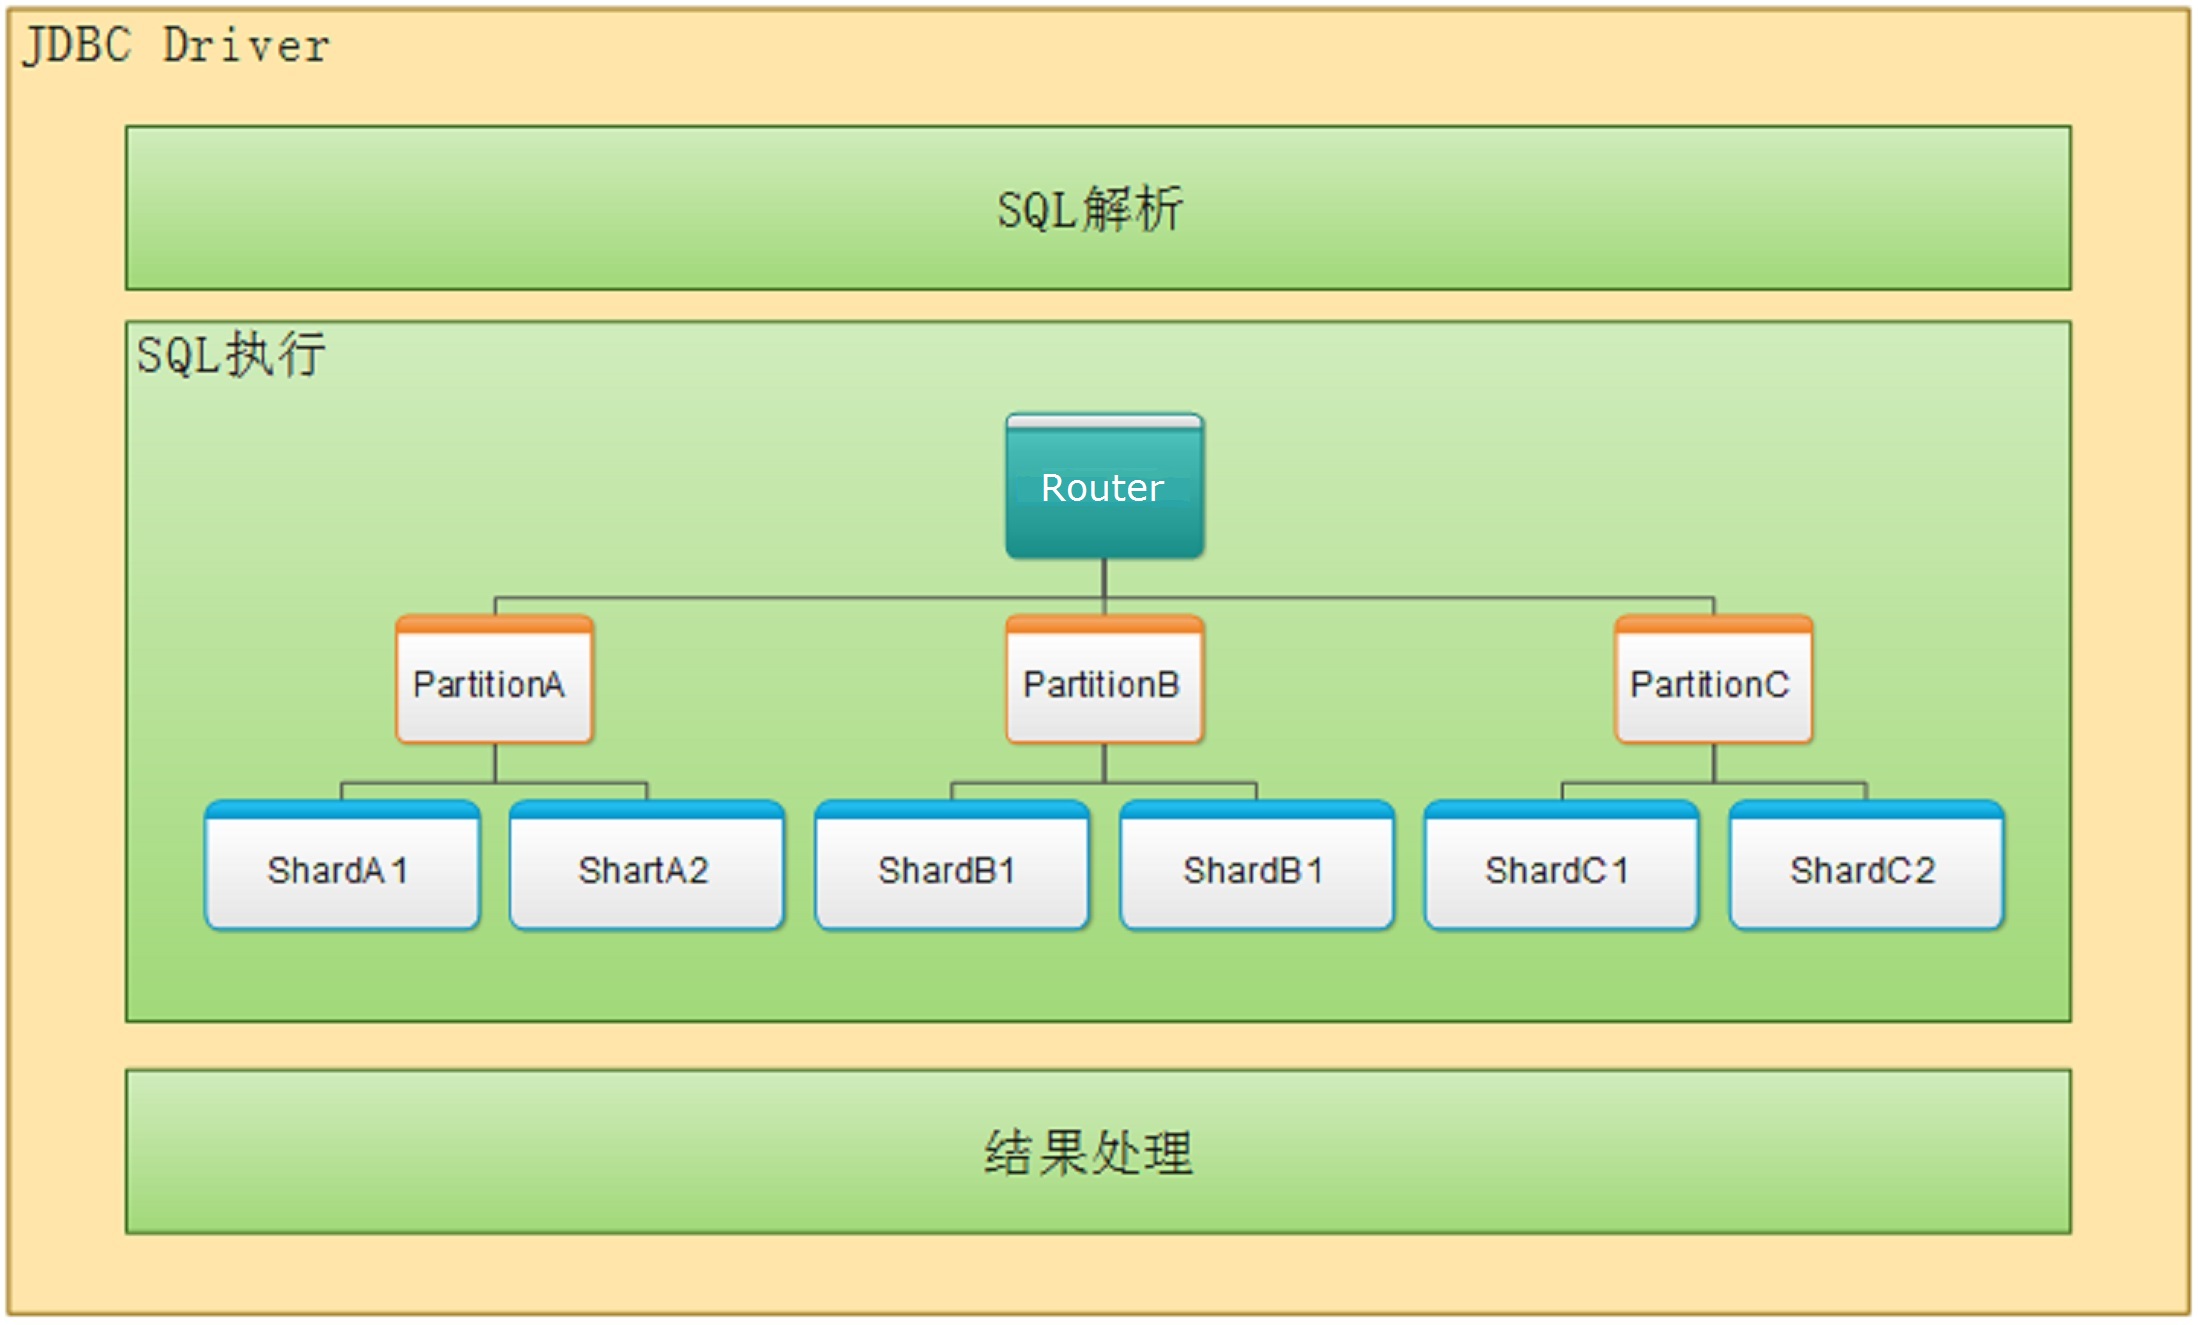 JDBC Driver
SQL解析
SQL执行
Router
PartitionA
PartitionB
PartitionC
ShardA1
ShartA2
ShardB1
ShardB1
ShardC1
ShardC2
结果处理